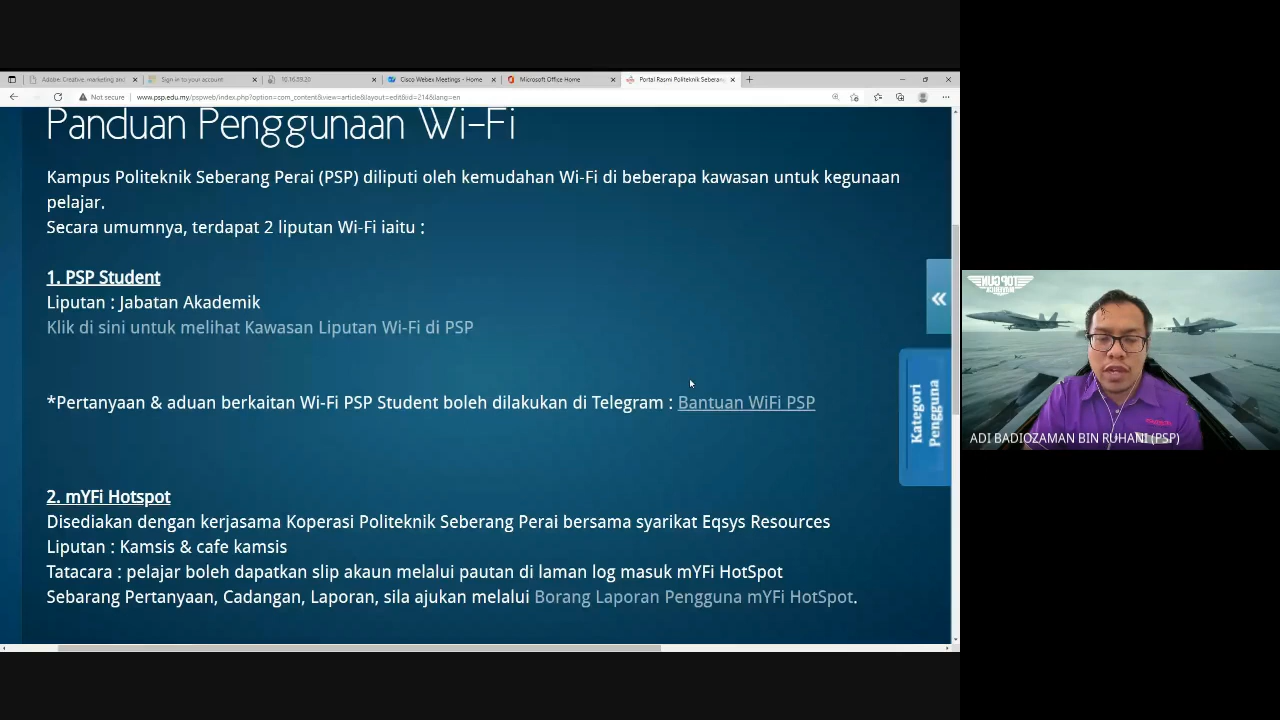 Adobe: Creative, marketing and
Sign in to your account
10.16.39.20
Cisco Webex Meetings - Home
Microsoft Office Home
Portal Rasmi Politeknik Seberang
Not secure
www.psp.edu.my/pspweb/index.php?option=com_content&view=article&layout=edit&id=214&lang=en
Panduan Penggunaan Wi-Fi
Kampus Politeknik Seberang Perai (PSP) diliputi oleh kemudahan Wi-Fi di beberapa kawasan untuk kegunaan
pelajar.
Secara umumnya, terdapat 2 liputan Wi-Fi iaitu :
1. PSP Student
Liputan : Jabatan Akademik
Klik di sini untuk melihat Kawasan Liputan Wi-Fi di PSP
*Pertanyaan & aduan berkaitan Wi-Fi PSP Student boleh dilakukan di Telegram : Bantuan WiFi PSP
2. mYFi Hotspot
Disediakan dengan kerjasama Koperasi Politeknik Seberang Perai bersama syarikat Eqsys Resources
Liputan : Kamsis & cafe kamsis
Tatacara : pelajar boleh dapatkan slip akaun melalui pautan di laman log masuk mYFi HotSpot
Sebarang Pertanyaan, Cadangan, Laporan, sila ajukan melalui Borang Laporan Pengguna mYFi HotSpot.
Kategori
Pengguna
TOP GUN
MAVERICK
ADI BADIOZAMAN BIN RUHANI (PSP)